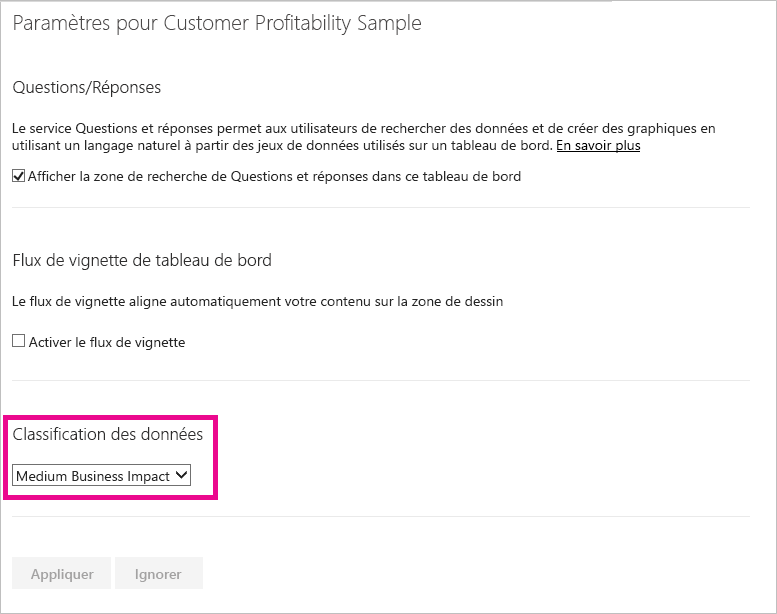 Paramètres pour Customer Profitability Sample
Questions/Réponses
Le service Questions et réponses permet aux utilisateurs de rechercher des données et de créer des graphiques en
utilisant un langage naturel à partir des jeux de données utilisés sur un tableau de bord. En savoir plus
Afficher la zone de recherche de Questions et réponses dans ce tableau de bord
Flux de vignette de tableau de bord
Le flux de vignette aligne automatiquement votre contenu sur la zone de dessin
Activer le flux de vignette
Classification des données
Medium Business Impact
Appliquer Ignorer